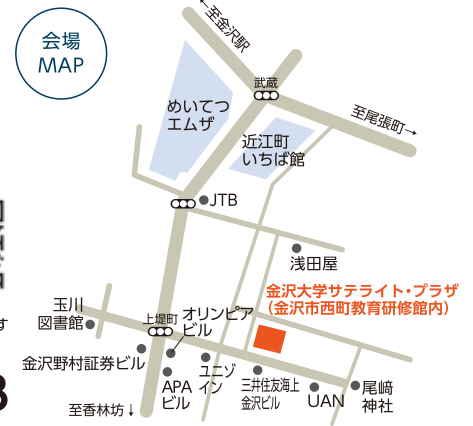 会場
MAP
←至金沢駅
武蔵
至尾張町→
めいてつ
エムザ
近江町
いちば館
JTB
浅田屋
金沢大学サテライト・プラザ
（金沢市西町教育研修館内）
玉川
図書館
上堤町
オリンピア
ビル
す
金沢野村証券ビル
APA
ビル
ユニゾ
イン
三井住友海上
金沢ビル
UAN
尾﨑
神社
至香林坊↓